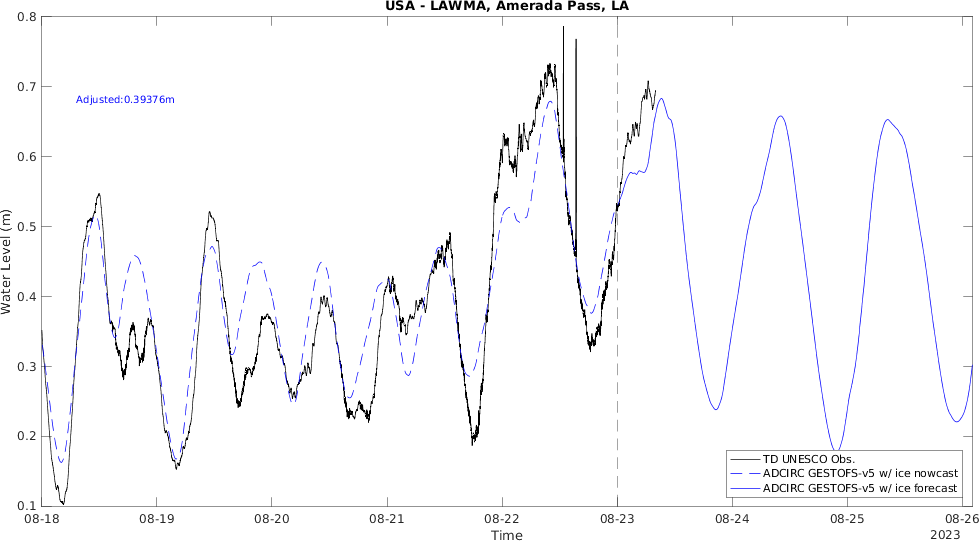 USA - LAWMA, Amerada Pass, LA
0.8
0.7
0.6
0.5
0.4
0.3
0.2
0.1
Water Level (m)
Adjusted:0.39376m
TD UNESCO Obs.
ADCIRC GESTOFS-v5 w/ ice nowcast
ADCIRC GESTOFS-v5 w/ ice forecast
08-18 08-19 08-20 08-21 08-22 08-23 08-24 08-25 08-26
Time
2023